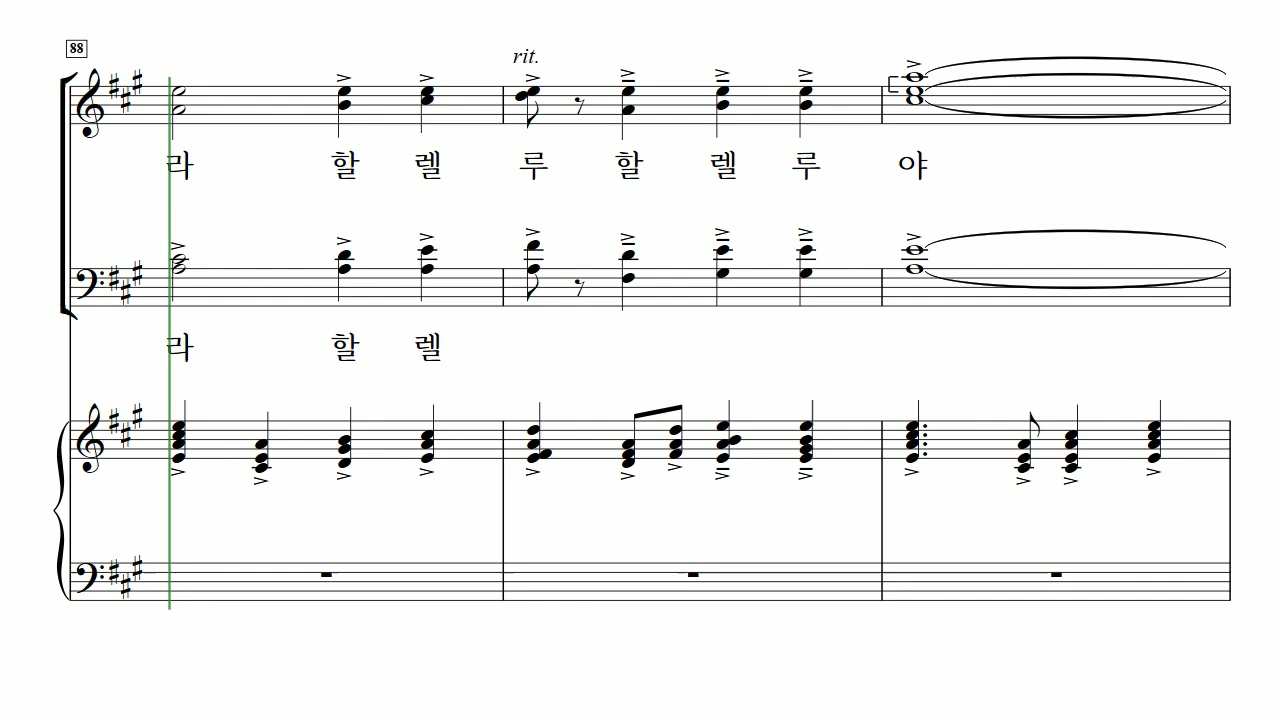 88
rit.
라 할 렐 루 할 렐 루 야
라 할 렐